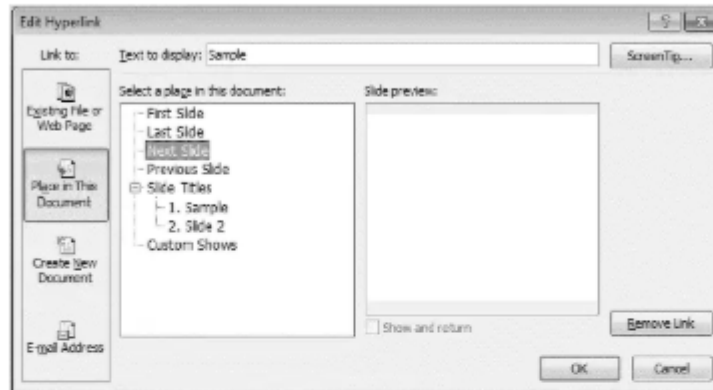 Edit Hyperlink
Link to:
Text to display: Sample
ScreenTip...
Select a place in this document:
Slide preview:
Existing File or
Web Page
Place in This
Document
Create New
Document
E-mail Address
First Slide
Last Slide
Next Slide
Previous Slide
Slide Titles
1. Sample
2. Slide 2
Custom Shows
Show and return
Remove Link
OK
Cancel